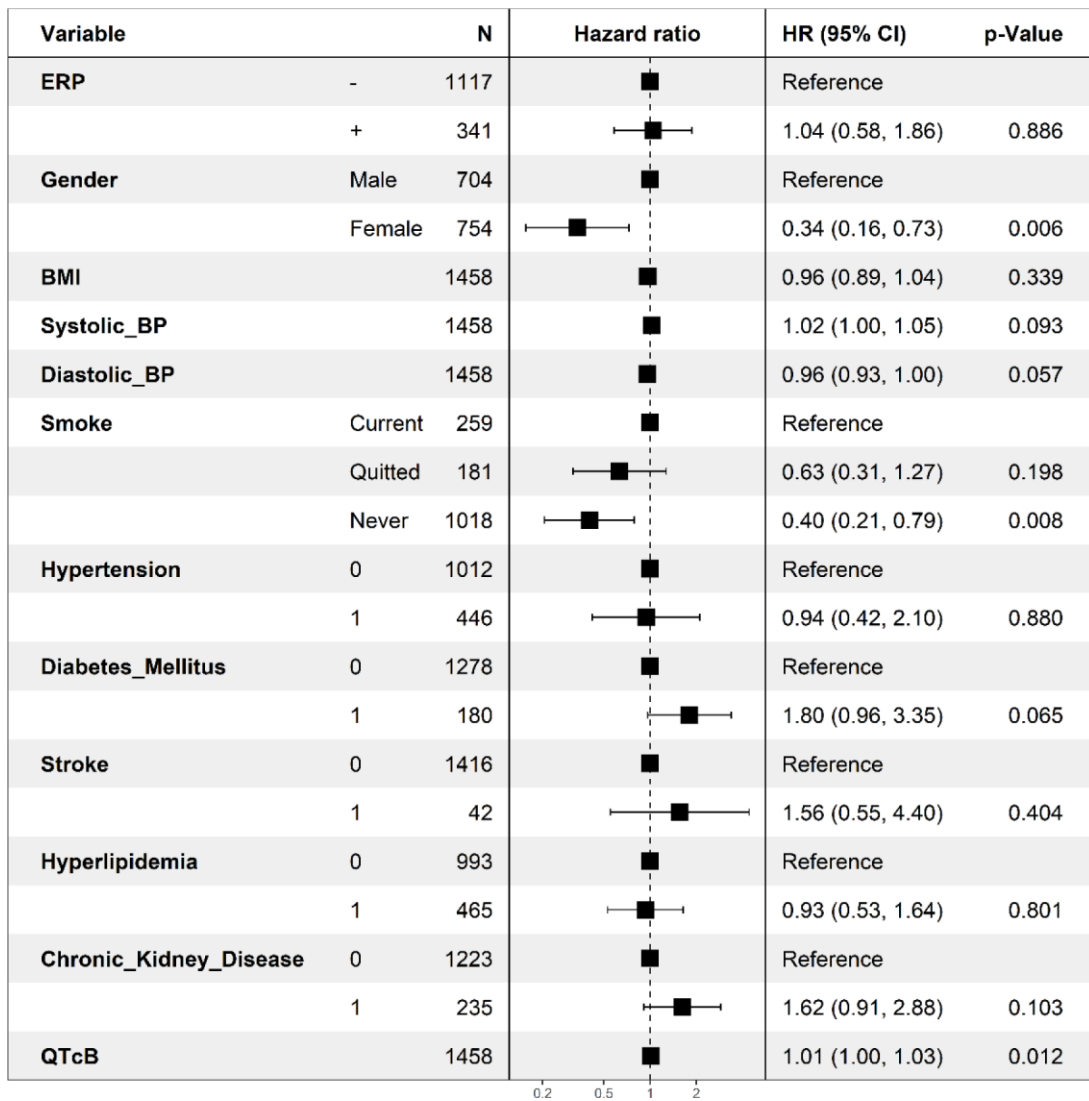 Variable N Hazard ratio HR (95% CI) p-Value
ERP - 1117 Reference
+ 341 1.04 (0.58, 1.86) 0.886
Gender Male 704 Reference
Female 754 0.34 (0.16, 0.73) 0.006
BMI 1458 0.96 (0.89, 1.04) 0.339
Systolic_BP 1458 1.02 (1.00, 1.05) 0.093
Diastolic_BP 1458 0.96 (0.93, 1.00) 0.057
Smoke Current 259 Reference
Quitted 181 0.63 (0.31, 1.27) 0.198
Never 1018 0.40 (0.21, 0.79) 0.008
Hypertension 0 1012 Reference
1 446 0.94 (0.42, 2.10) 0.880
Diabetes_Mellitus 0 1278 Reference
1 180 1.80 (0.96, 3.35) 0.065
Stroke 0 1416 Reference
1 42 1.56 (0.55, 4.40) 0.404
Hyperlipidemia 0 993 Reference
1 465 0.93 (0.53, 1.64) 0.801
Chronic_Kidney_Disease 0 1223 Reference
1 235 1.62 (0.91, 2.88) 0.103
QTcB 1458 1.01 (1.00, 1.03) 0.012
0.2 0.5 1 2